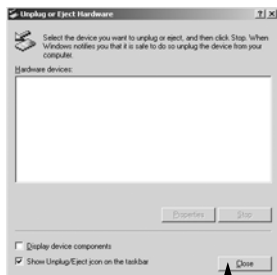 Unplug or Eject Hardware
Select the device you want to unplug or eject, and then click Stop. When
Windows notifies you that it is safe to do so unplug the device from your
computer.
Hardware devices:
Properties
Stop
Display device components
Show Unplug/Eject icon on the taskbar
Close